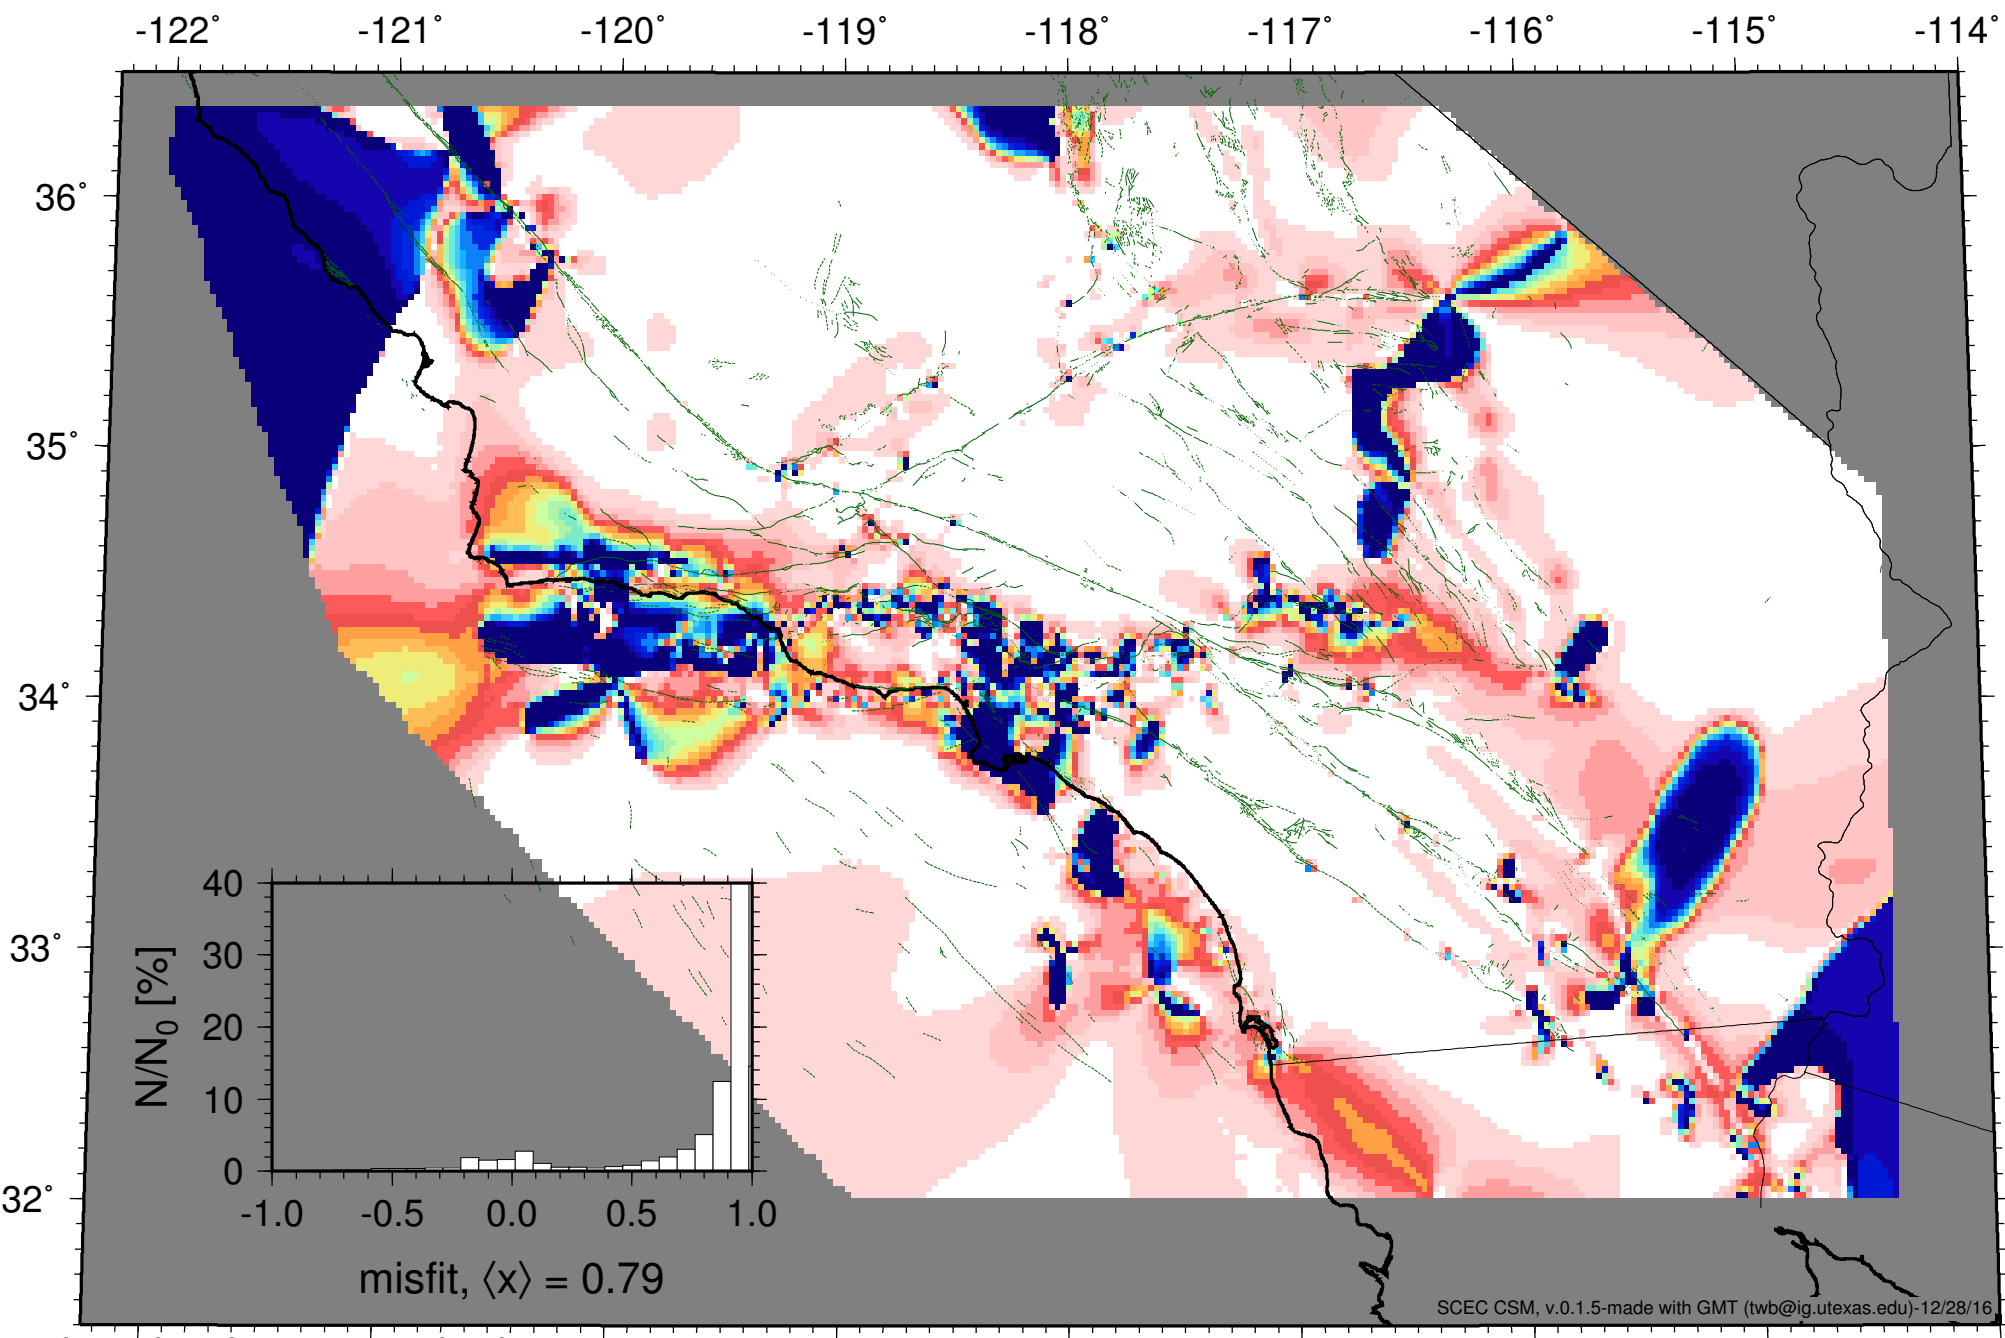 -122° -121° -120° -119° -118° -117° -116° -115° -114°
36°
35°
34°
33°
32°
40
30
20
10
0
N/N0 [%]
-1.0 -0.5 0.0 0.5 1.0
misfit, ⟨x⟩ = 0.79
SCEC CSM, v.0.1.5-made with GMT (twb@ig.utexas.edu)-12/28/16